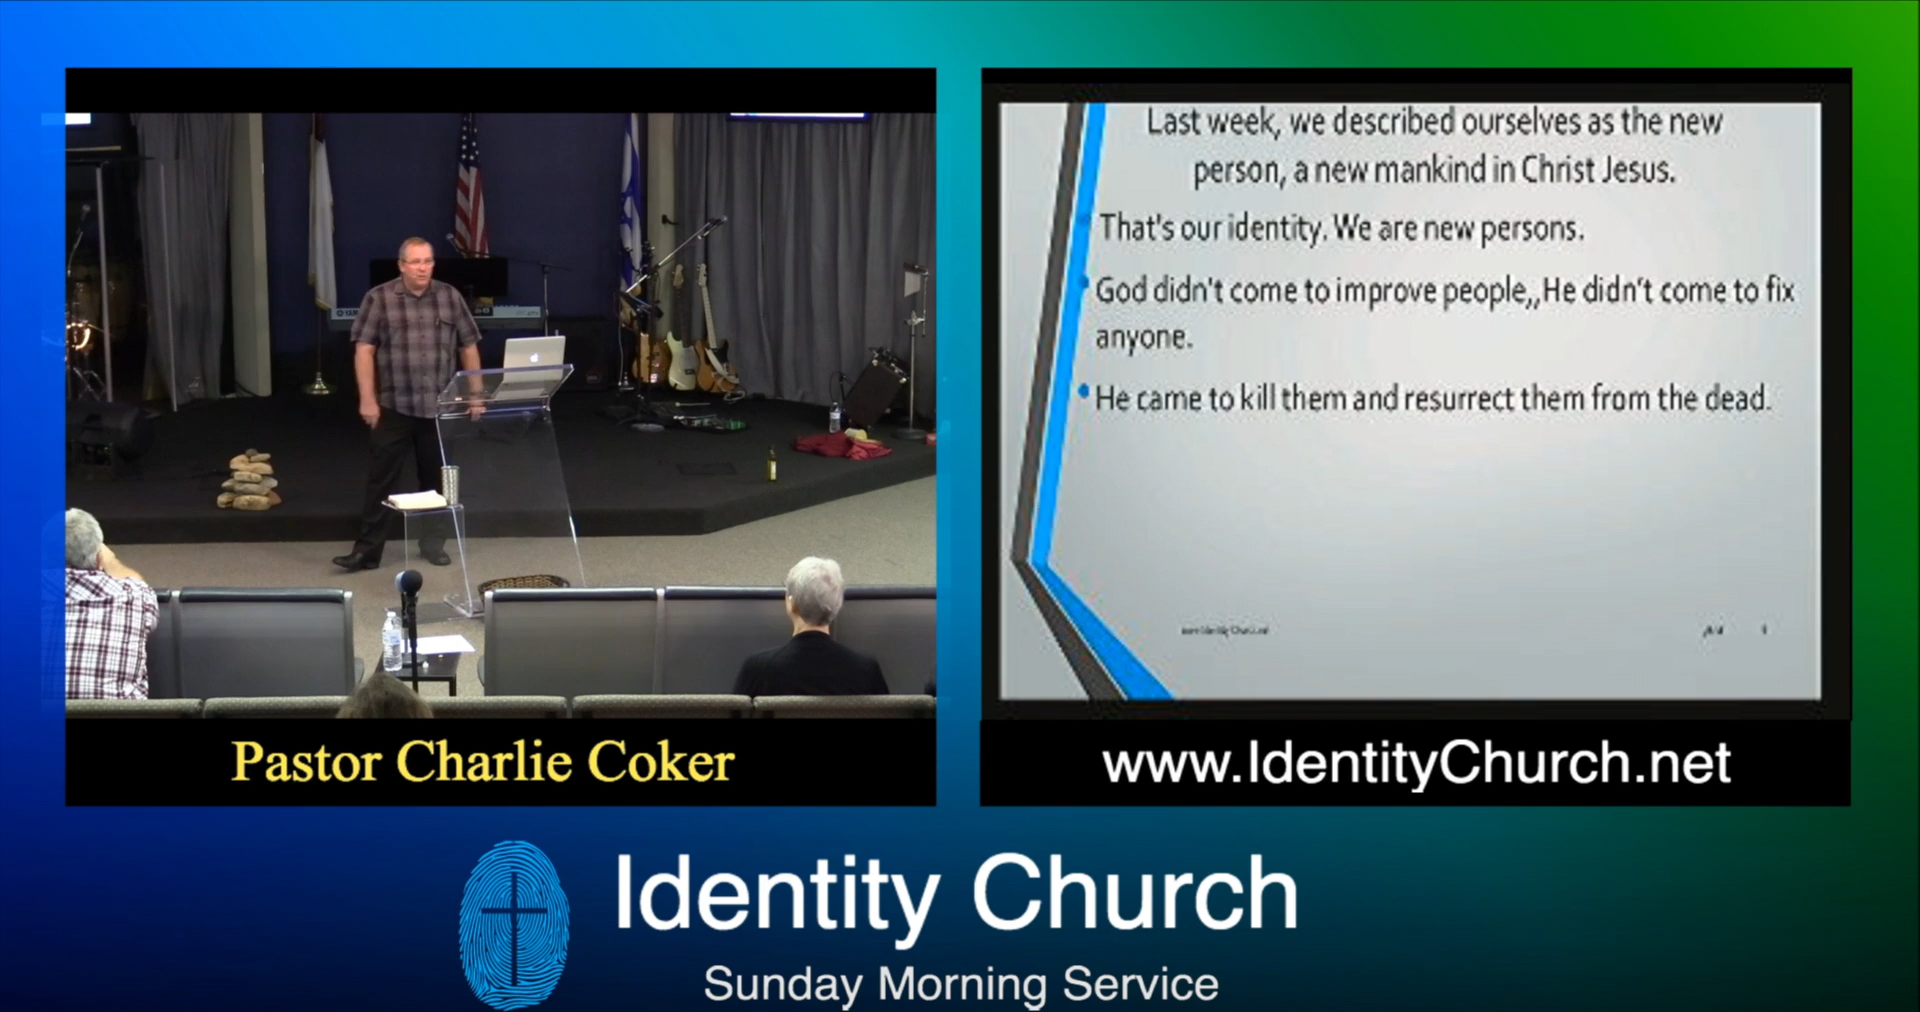 Last week, we described ourselves as the new
person, a new mankind in Christ Jesus.
That's our identity. We are new persons.
God didn't come to improve people,,He didn't come to fix
anyone.
He came to kill them and resurrect them from the dead.
Pastor Charlie Coker
www.IdentityChurch.net
Identity Church
Sunday Morning Service